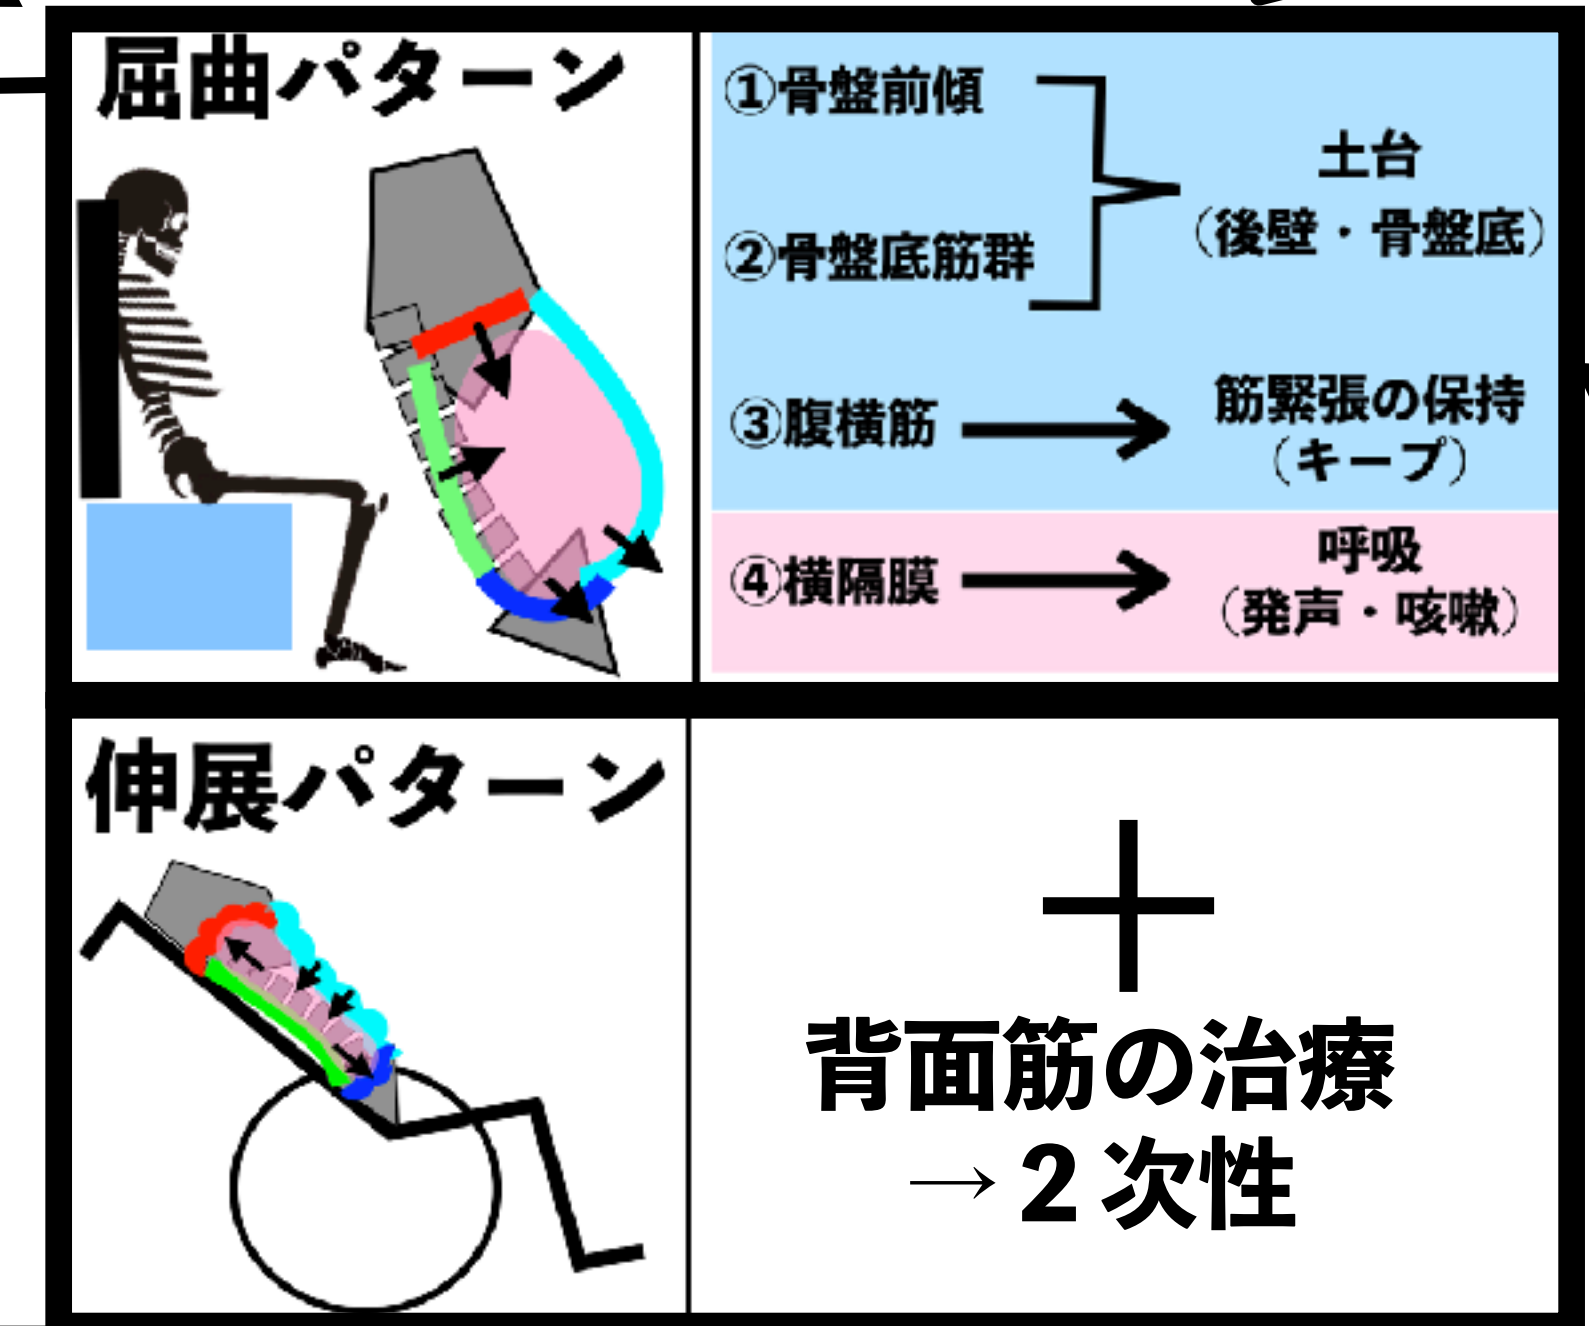 屈曲パターン
①骨盤前傾
②骨盤底筋群
土台
（後壁・骨盤底）
③腹横筋
筋緊張の保持
（キープ）
④横隔膜
呼吸
（発声・咳嗽）
伸展パターン
背面筋の治療
→2次性